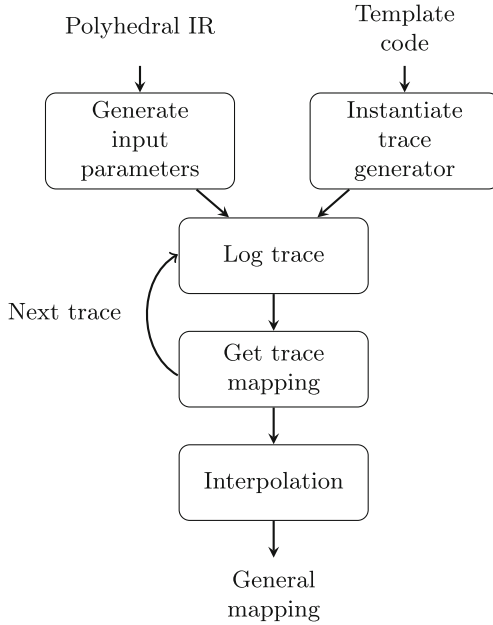 Polyhedral IR
Template
code
Generate
input
parameters
Instantiate
trace
generator
Log trace
Next trace
Get trace
mapping
Interpolation
General
mapping